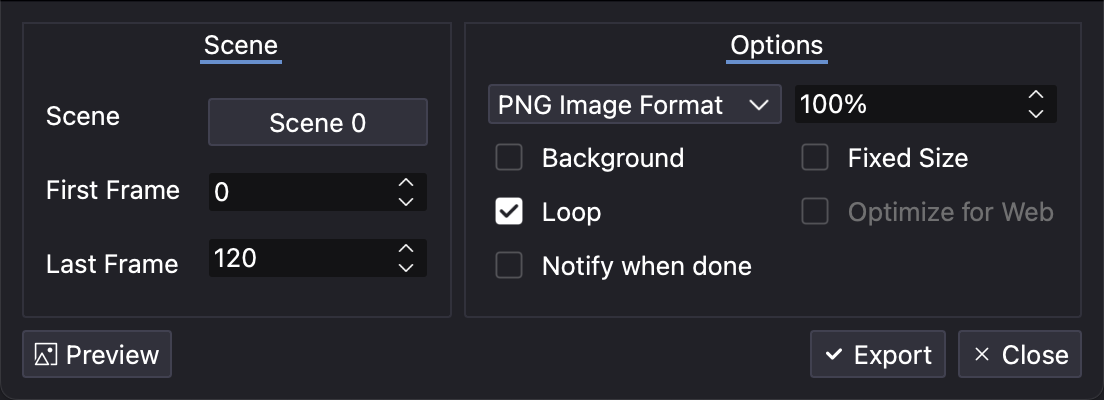 Scene
Scene
Scene 0
First Frame
0
Last Frame
120
Options
PNG Image Format
100%
Background
Fixed Size
Loop
Optimize for Web
Notify when done
Preview
Export
Close